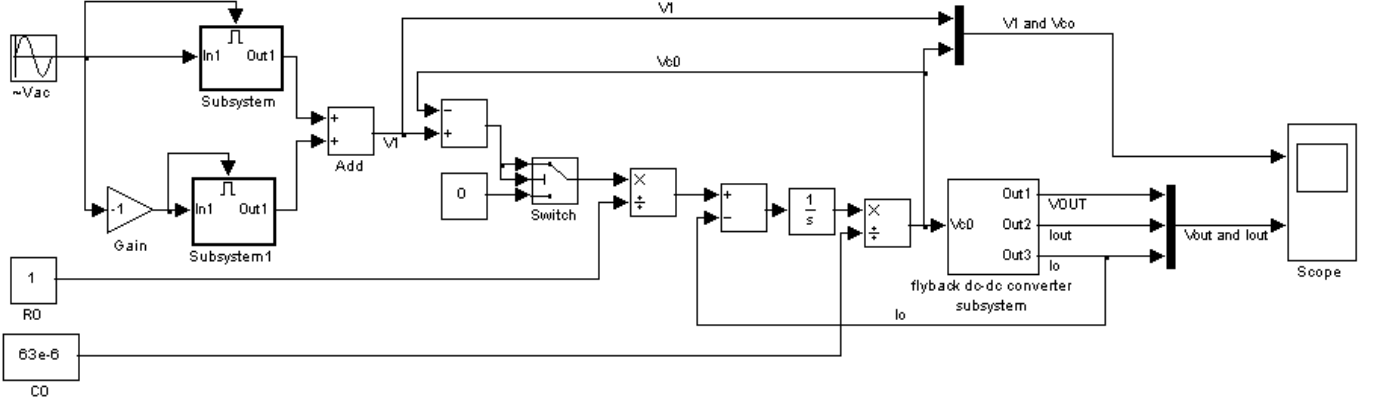 V1
V1 and Vco
In1 Out1
~Vac
Subsystem
Vc0
+
+
Add
V1
−
+
In1 Out1
-1
Gain
Subsystem1
0
Switch
×
÷
+
−
1
s
×
÷
Vc0
Out1
Out2
Out3
VOUT
Iout
Io
Vout and Iout
Scope
flyback dc-dc converter
subsystem
1
R0
Io
63e-6
C0